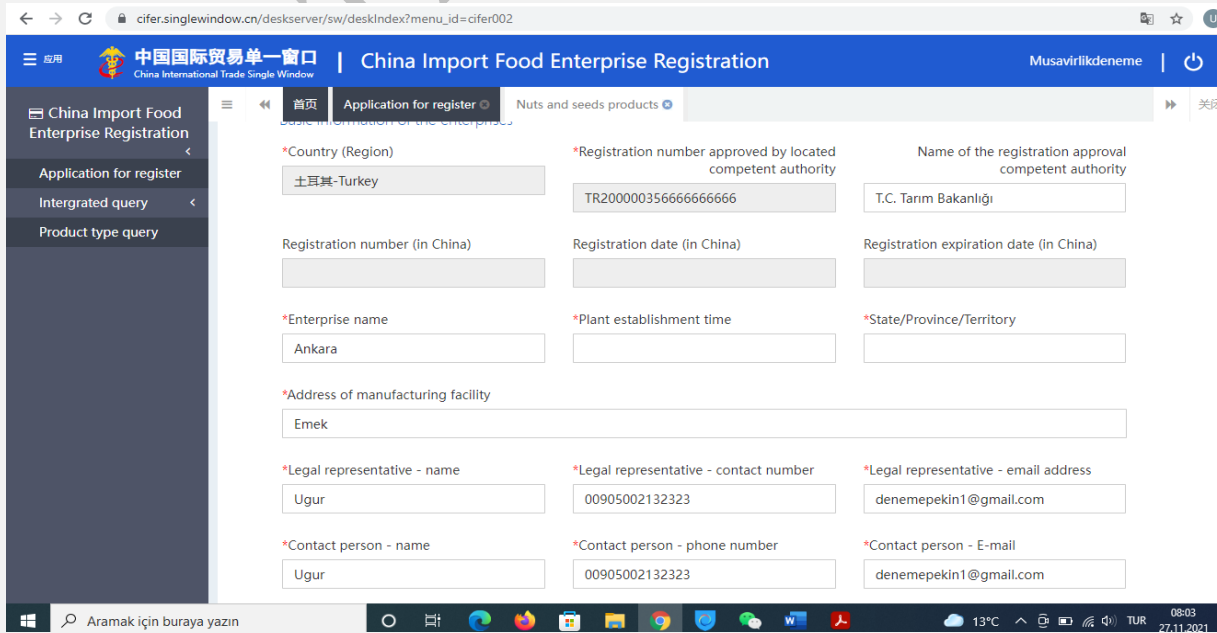 cifer.singlewindow.cn/deskserver/sw/deskIndex?menu_id=cifer002
应用
中国国际贸易单一窗口 | China Import Food Enterprise Registration
China International Trade Single Window
Musavirlikdeneme
China Import Food
Enterprise Registration
Application for register
Intergrated query
Product type query
首页
Application for register
Nuts and seeds products
关闭
Basic information of the enterprises
*Country (Region)
土耳其-Turkey
*Registration number approved by located
competent authority
TR200000356666666666
Name of the registration approval
competent authority
T.C. Tarım Bakanlığı
Registration number (in China)
Registration date (in China)
Registration expiration date (in China)
*Enterprise name
Ankara
*Plant establishment time
*State/Province/Territory
*Address of manufacturing facility
Emek
*Legal representative - name
Ugur
*Legal representative - contact number
00905002132323
*Legal representative - email address
denemepekin1@gmail.com
*Contact person - name
Ugur
*Contact person - phone number
00905002132323
*Contact person - E-mail
denemepekin1@gmail.com
Aramak için buraya yazın
13°C
TUR
08:03
27.11.2021